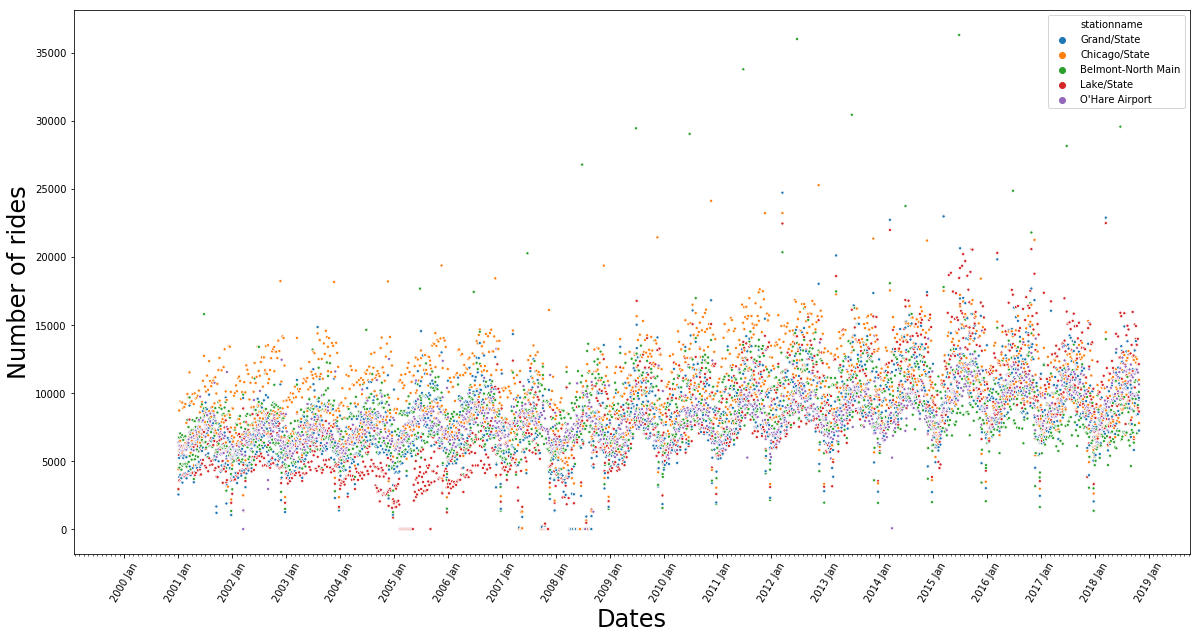 stationname
Grand/State
Chicago/State
Belmont-North Main
Lake/State
O'Hare Airport
Number of rides
35000
30000
25000
20000
15000
10000
5000
0
2000 Jan
2001 Jan
2002 Jan
2003 Jan
2004 Jan
2005 Jan
2006 Jan
2007 Jan
2008 Jan
2009 Jan
2010 Jan
2011 Jan
2012 Jan
2013 Jan
2014 Jan
2015 Jan
2016 Jan
2017 Jan
2018 Jan
2019 Jan
Dates